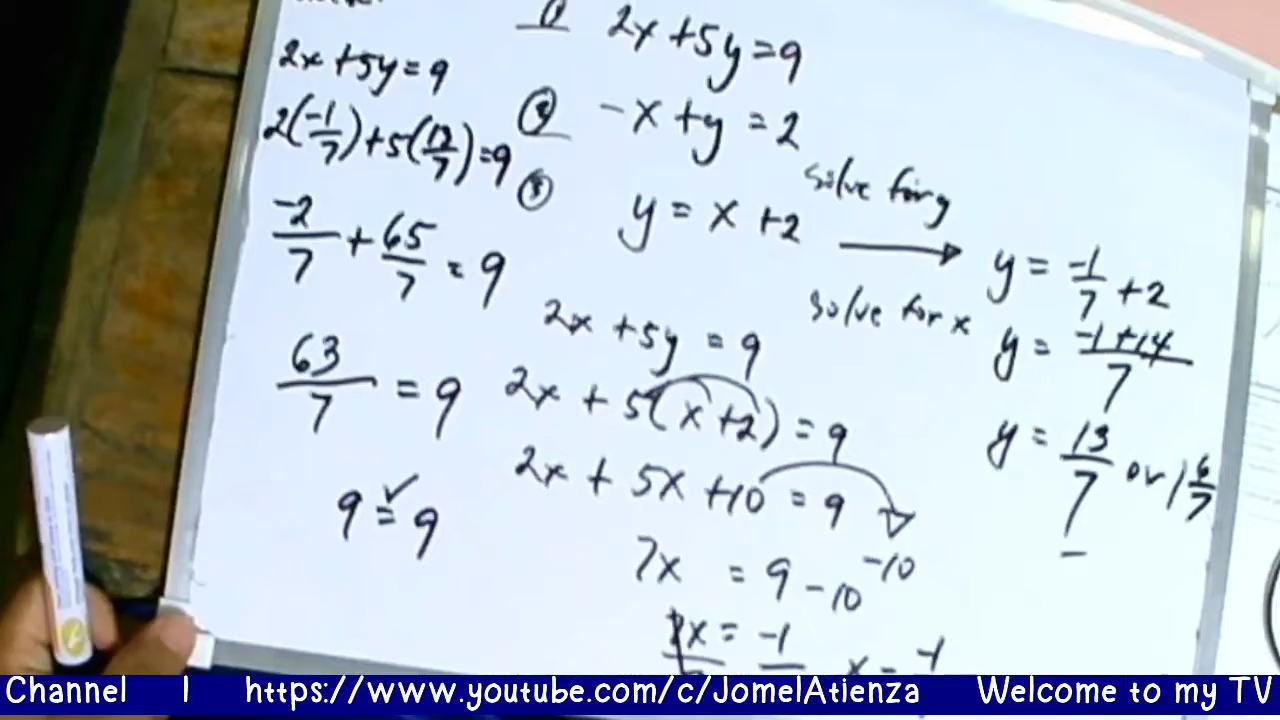 2x + 5y = 9
2(-1/7) + 5(13/7) = 9
-2/7 + 65/7 = 9
63/7 = 9
9 = 9 ✓
① 2x + 5y = 9
② -x + y = 2
③ y = x + 2
2x + 5y = 9
2x + 5(x + 2) = 9
2x + 5x + 10 = 9
7x = 9 - 10 -10
7x = -1
solve for y
solve for x
y = -1/7 + 2
y = -1+14/7
y = 13/7 or 1 6/7
Channel | https://www.youtube.com/c/JomelAtienza Welcome to my TV